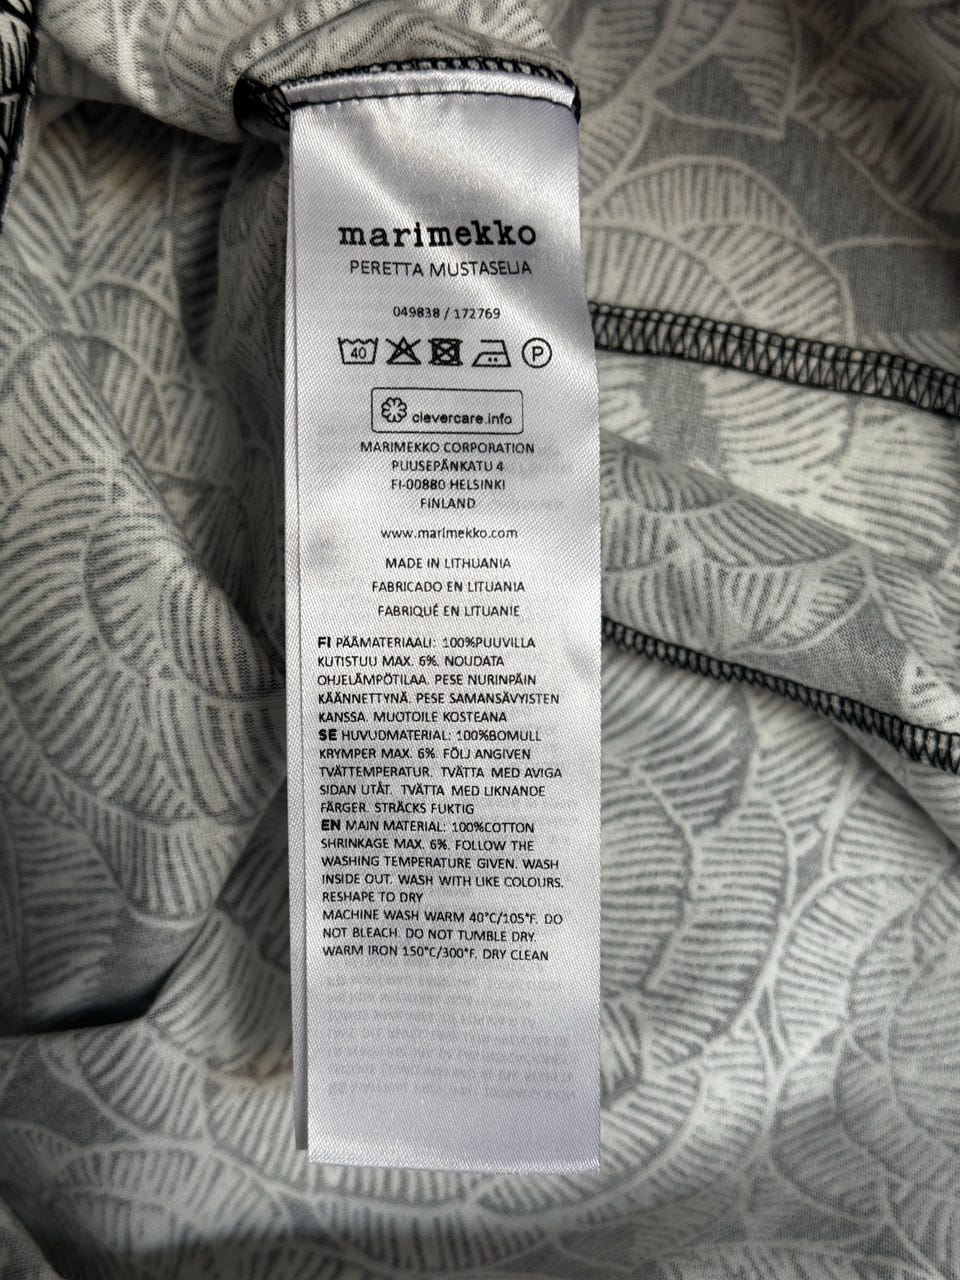 marimekko
PERETTA MUSTASELJA
049838 / 172769
40 P
clevercare.info
MARIMEKKO CORPORATION
PUUSEPÄNKATU 4
FI-00880 HELSINKI
FINLAND
www.marimekko.com
MADE IN LITHUANIA
FABRICADO EN LITUANIA
FABRIQUÉ EN LITUANIE
FI PÄÄMATERIAALI: 100%PUUVILLA
KUTISTUU MAX. 6%. NOUDATA
OHJELÄMPÖTILAA. PESE NURINPÄIN
KÄÄNNETTYNÄ. PESE SAMANSÄVYISTEN
KANSSA. MUOTOILE KOSTEANA
SE HUVUDMATERIAL: 100%BOMULL
KRYMPER MAX. 6%. FÖLJ ANGIVEN
TVÄTTEMPERATUR. TVÄTTA MED AVIGA
SIDAN UTÅT. TVÄTTA MED LIKNANDE
FÄRGER. STRÄCKS FUKTIG
EN MAIN MATERIAL: 100%COTTON
SHRINKAGE MAX. 6%. FOLLOW THE
WASHING TEMPERATURE GIVEN. WASH
INSIDE OUT. WASH WITH LIKE COLOURS.
RESHAPE TO DRY
MACHINE WASH WARM 40°C/105°F. DO
NOT BLEACH. DO NOT TUMBLE DRY.
WARM IRON 150°C/300°F. DRY CLEAN